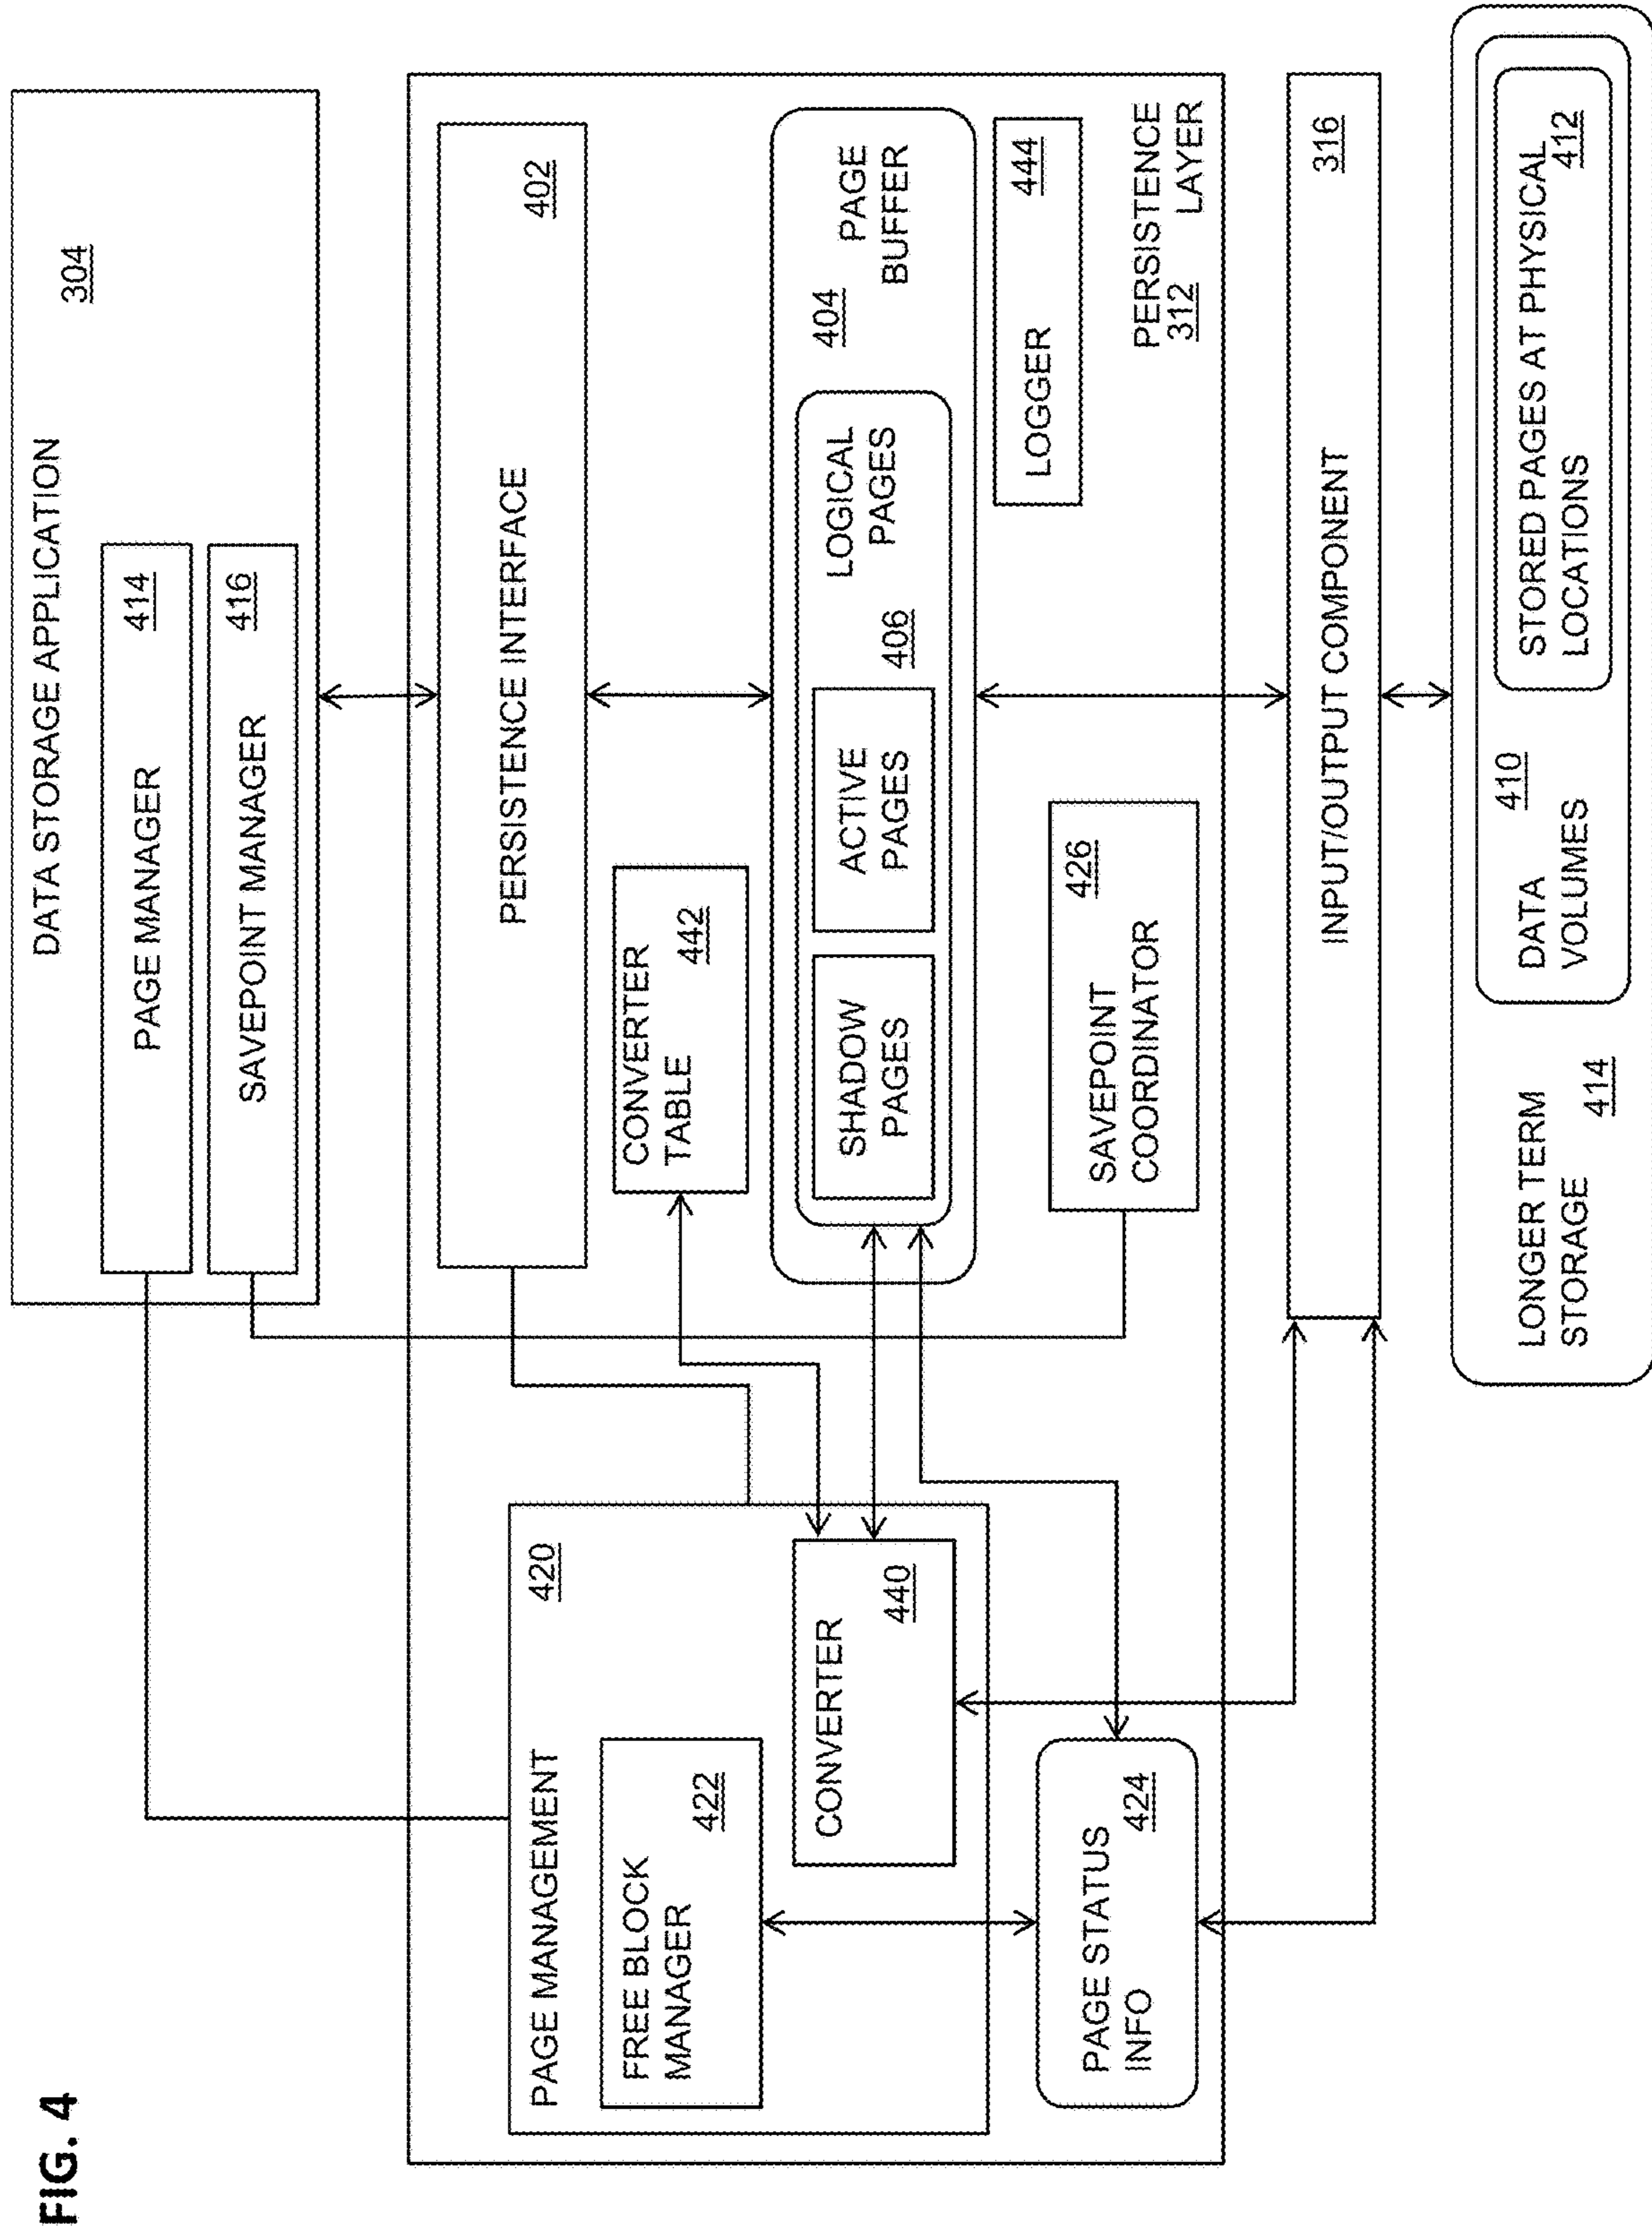 FIG. 4
DATA STORAGE APPLICATION
304
PAGE MANAGER
414
SAVEPOINT MANAGER
416
PERSISTENCE INTERFACE
402
PAGE MANAGEMENT
420
FREE BLOCK
MANAGER
422
CONVERTER
440
CONVERTER
TABLE
442
PAGE
BUFFER
404
LOGICAL
PAGES
406
SHADOW
PAGES
ACTIVE
PAGES
PAGE STATUS
INFO
424
SAVEPOINT
COORDINATOR
426
LOGGER
444
PERSISTENCE
LAYER
312
INPUT/OUTPUT COMPONENT
316
LONGER TERM
STORAGE
414
DATA
VOLUMES
410
STORED PAGES AT PHYSICAL
LOCATIONS
412